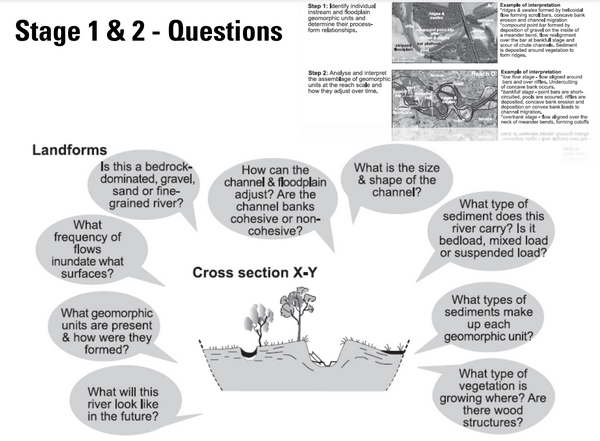 Stage 1 & 2 - Questions
Step 1: Identify individual
instream and floodplain
geomorphic units and
determine their process-
form relationships.
ridges &
swales
Example of interpretation
*ridges & swales formed by helicoidal
flow forming scroll bars, concave bank
erosion and channel migration
*compound point bar formed by
deposition of gravel on the inside of
a meander bend, flow realignment
over the bar at bankfull stage and
scour of chute channels. Sediment
is deposited around vegetation to
form ridges.
Step 2: Analyse and interpret
the assemblage of geomorphic
units at the reach scale and
how they adjust over time.
Reach D
Example of interpretation
*low flow stage - flow aligned around
bars and over riffles. Undercutting
of concave bank occurs.
*bankfull stage - point bars are short-
circuited, pools are scoured, riffles are
deposited, concave bank erosion and
deposition on convex bank leads to
channel migration.
*overbank stage - flow aligned over the
neck of meander bends, forming cutoffs
Landforms
Is this a bedrock-
dominated, gravel,
sand or fine-
grained river?
How can the
channel & floodplain
adjust? Are the
channel banks
cohesive or non-
cohesive?
What is the size
& shape of the
channel?
What
frequency of
flows
inundate what
surfaces?
What type of
sediment does this
river carry? Is it
bedload, mixed load
or suspended load?
Cross section X-Y
What geomorphic
units are present
& how were they
formed?
What types of
sediments make
up each
geomorphic unit?
What will this
river look like
in the future?
What type of
vegetation is
growing where? Are
there wood
structures?